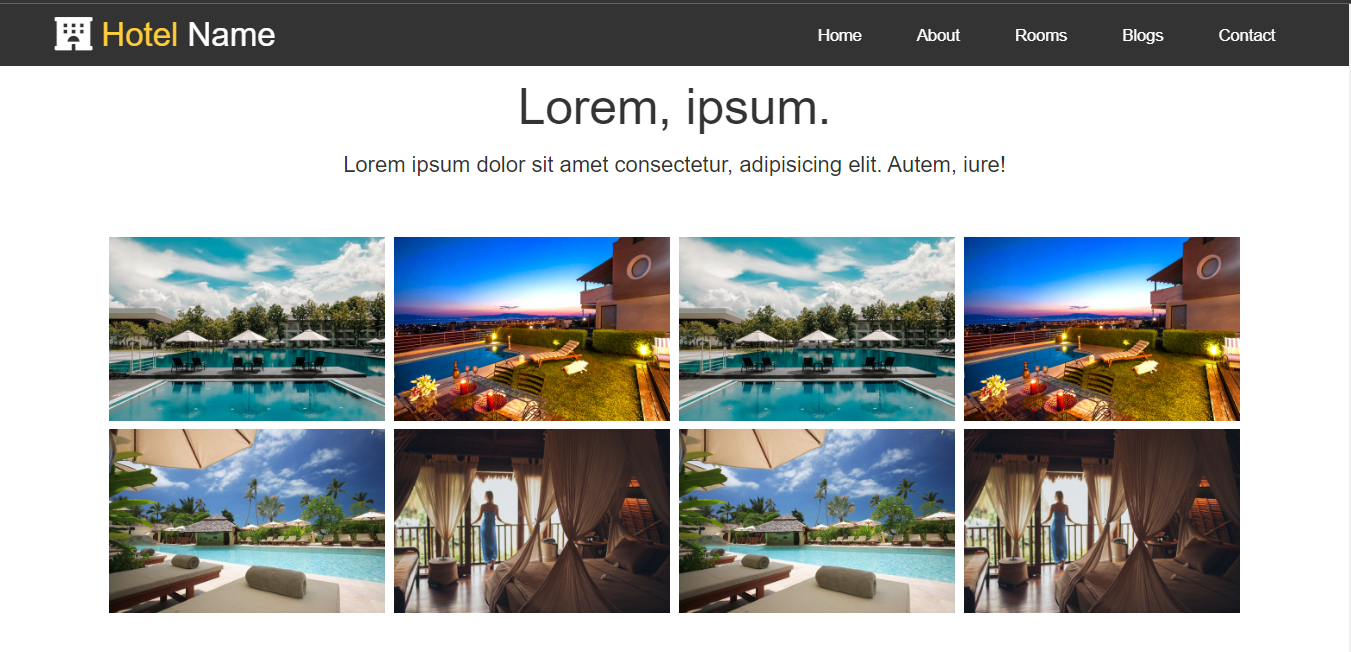 Hotel Name
Home About Rooms Blogs Contact
Lorem, ipsum.
Lorem ipsum dolor sit amet consectetur, adipisicing elit. Autem, iure!